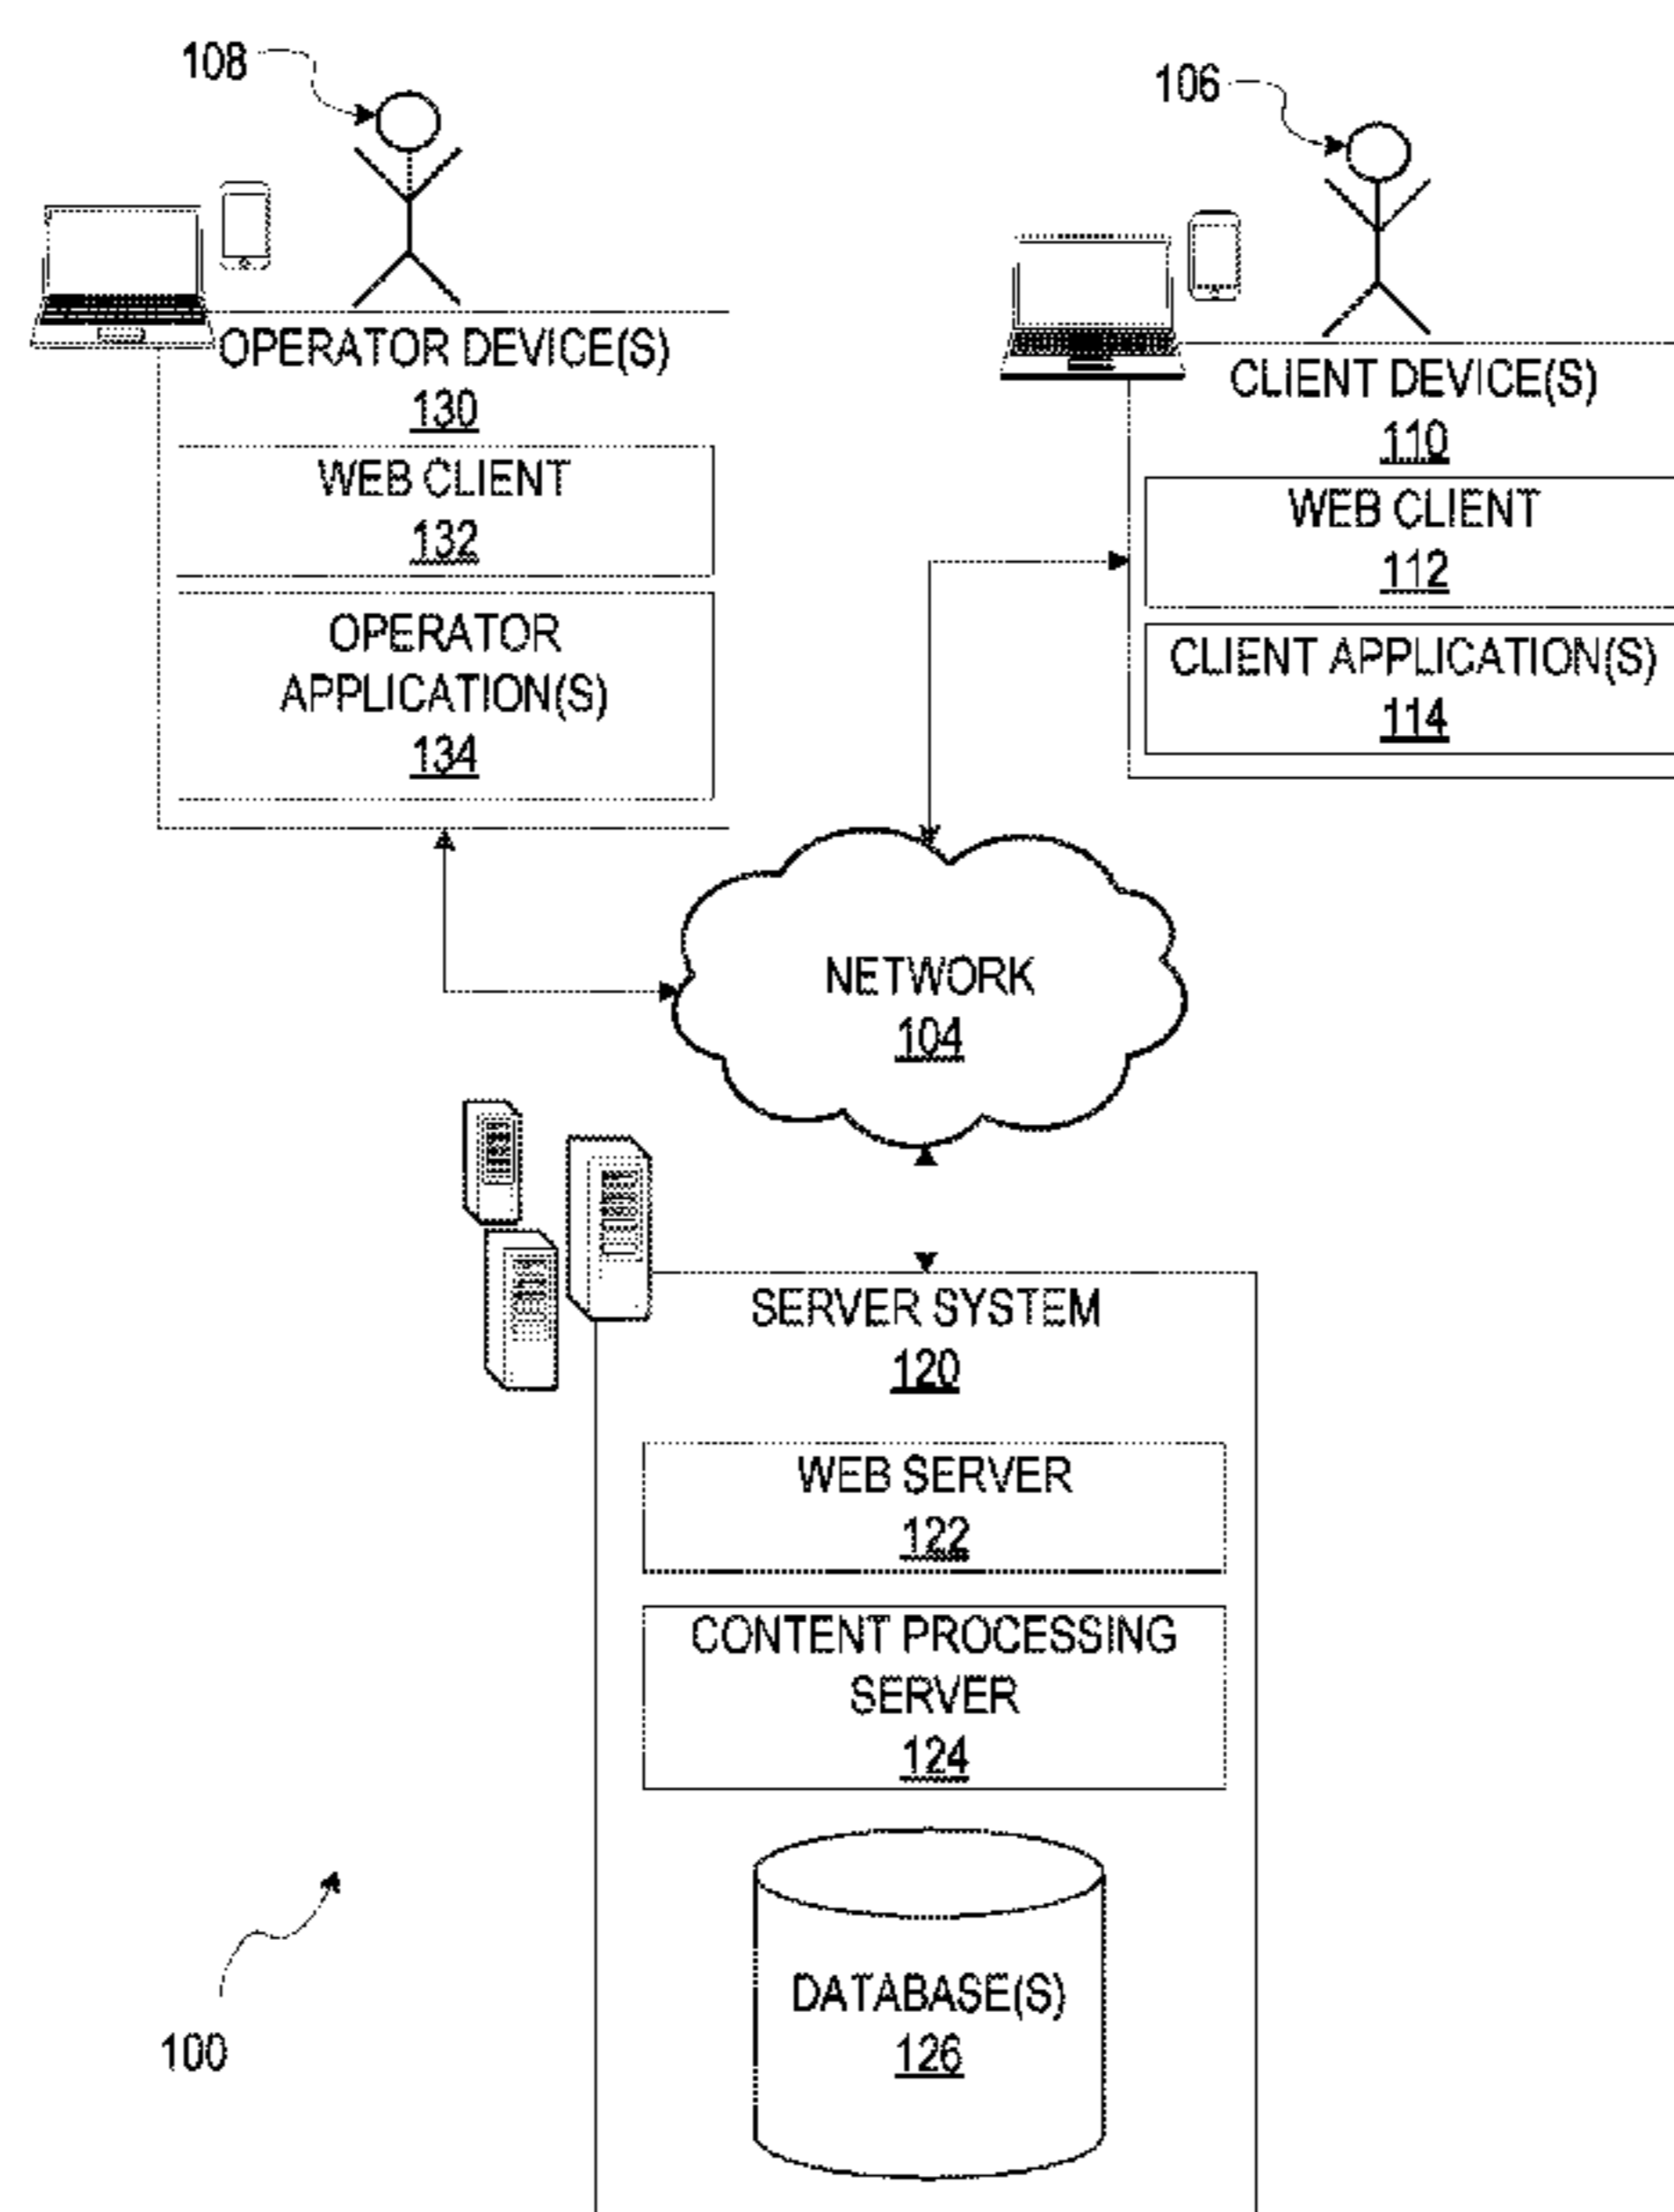 108
106
OPERATOR DEVICE(S)
130
WEB CLIENT
132
OPERATOR
APPLICATION(S)
134
CLIENT DEVICE(S)
110
WEB CLIENT
112
CLIENT APPLICATION(S)
114
NETWORK
104
SERVER SYSTEM
120
WEB SERVER
122
CONTENT PROCESSING
SERVER
124
DATABASE(S)
126
100